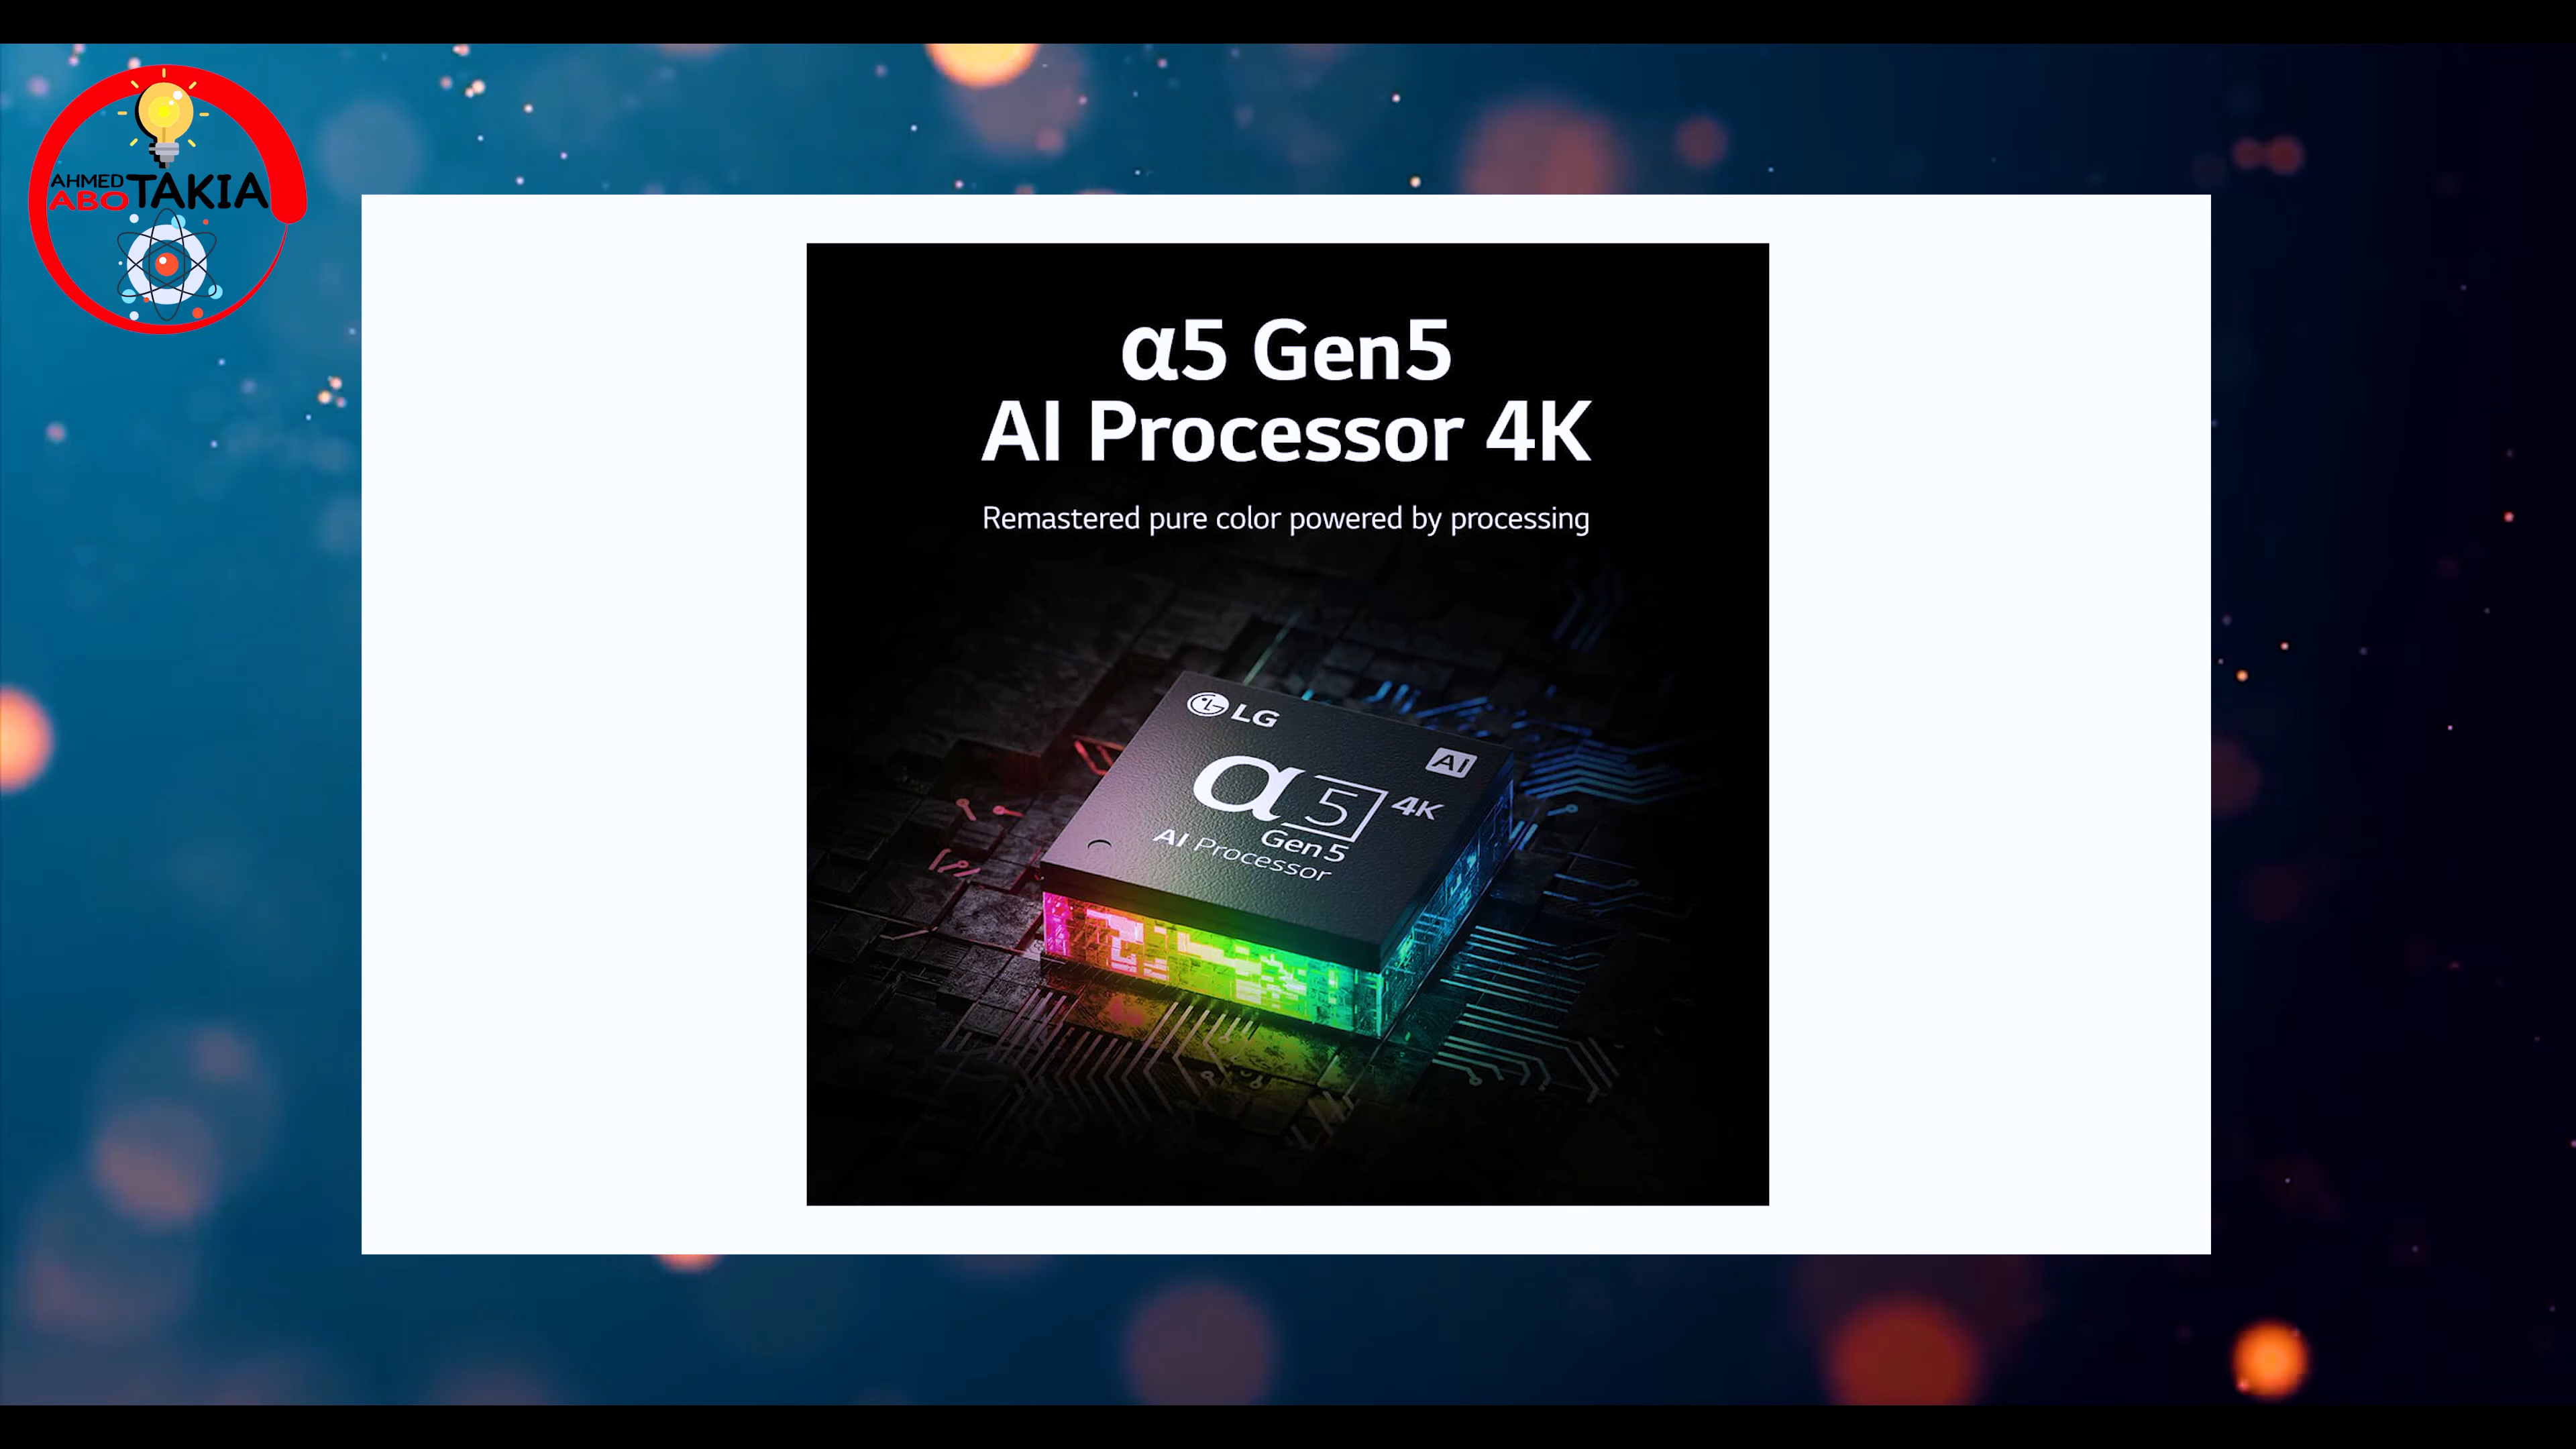 AHMED
ABO TAKIA
α5 Gen5
AI Processor 4K
Remastered pure color powered by processing
LG
AI
α5 4K
Gen5
AI Processor